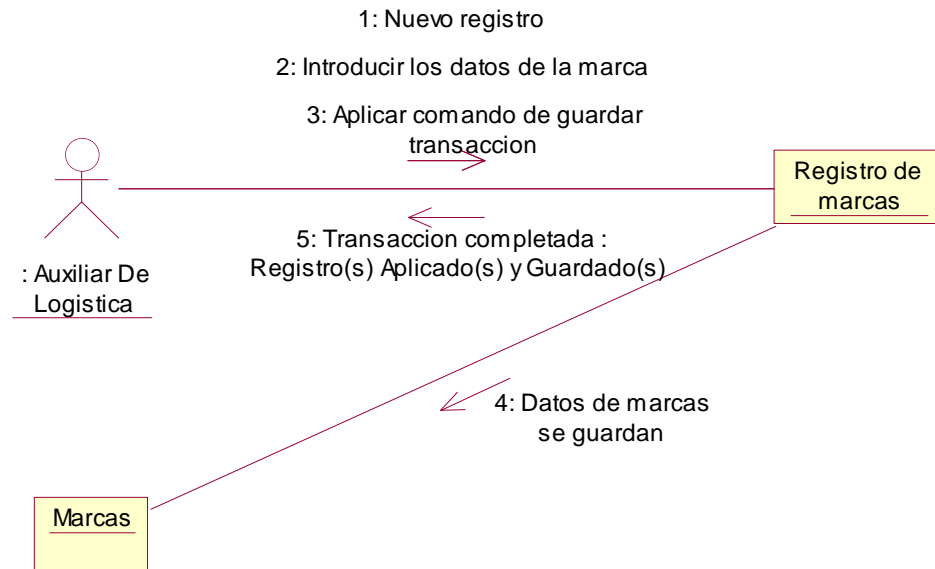 1: Nuevo registro
2: Introducir los datos de la marca
3: Aplicar comando de guardar
transaccion
Registro de
marcas
5: Transaccion completada :
Registro(s) Aplicado(s) y Guardado(s)
: Auxiliar De
Logistica
4: Datos de marcas
se guardan
Marcas